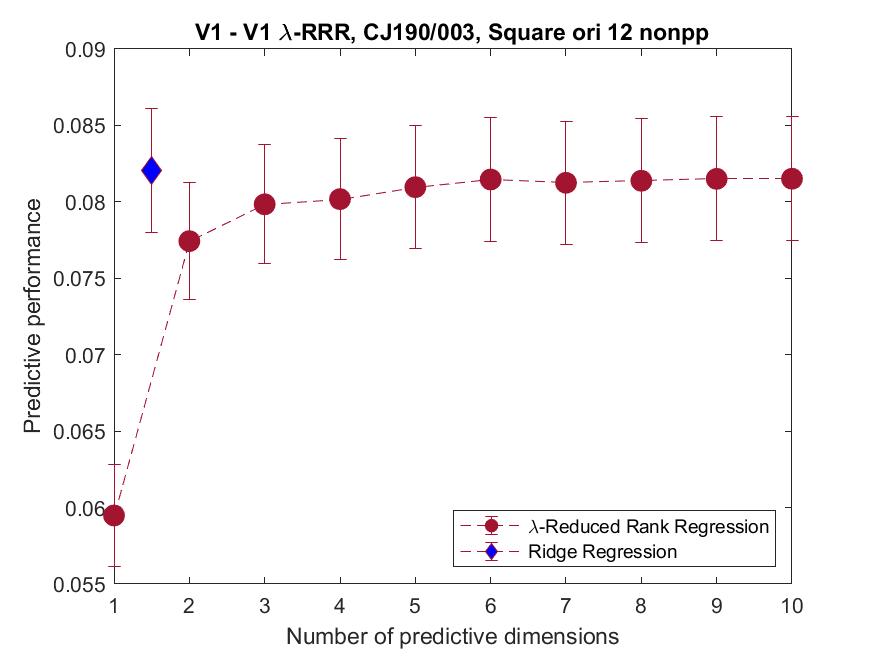 V1 - V1 λ-RRR, CJ190/003, Square ori 12 nonpp
Predictive performance
0.09
0.085
0.08
0.075
0.07
0.065
0.06
0.055
1 2 3 4 5 6 7 8 9 10
Number of predictive dimensions
λ-Reduced Rank Regression
Ridge Regression